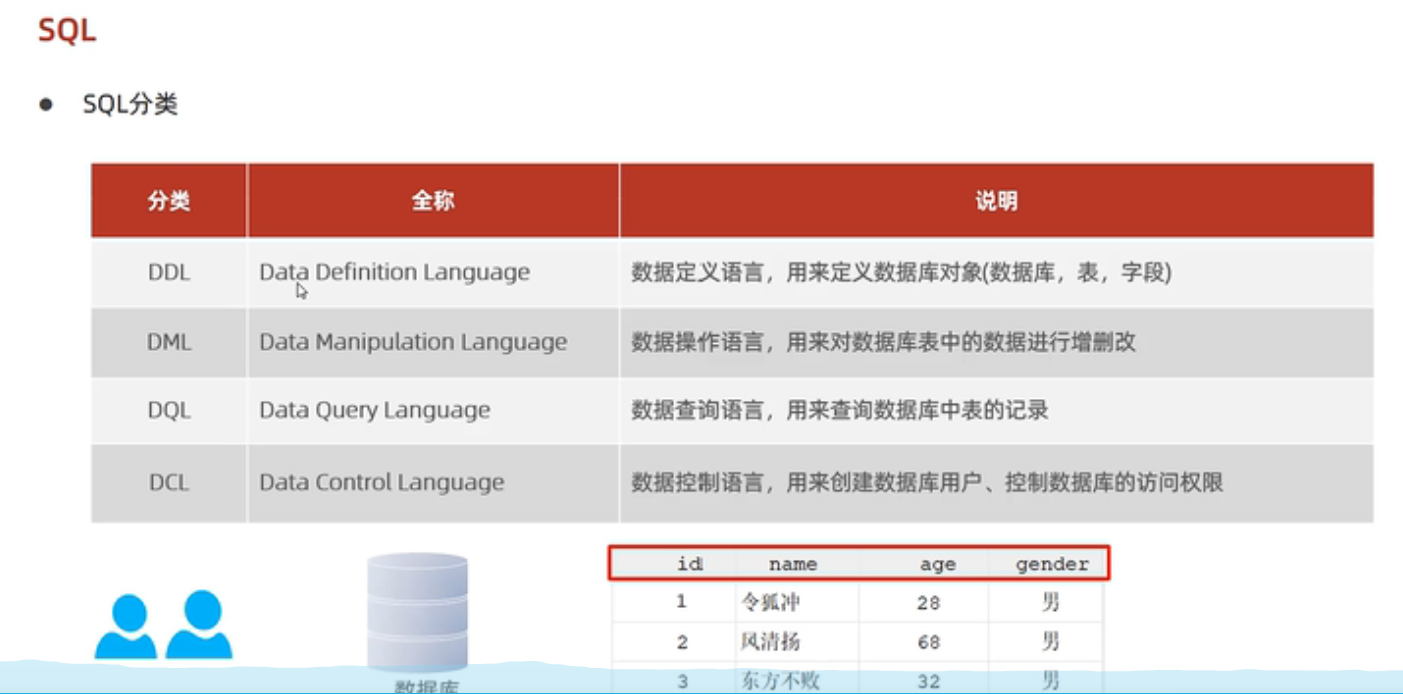 SQL
● SQL分类
分类 全称 说明
DDL Data Definition Language 数据定义语言，用来定义数据库对象(数据库，表，字段)
DML Data Manipulation Language 数据操作语言，用来对数据库表中的数据进行增删改
DQL Data Query Language 数据查询语言，用来查询数据库中表的记录
DCL Data Control Language 数据控制语言，用来创建数据库用户、控制数据库的访问权限
id name age gender
1 令狐冲 28 男
2 风清扬 68 男
3 东方不败 32 男
数据库